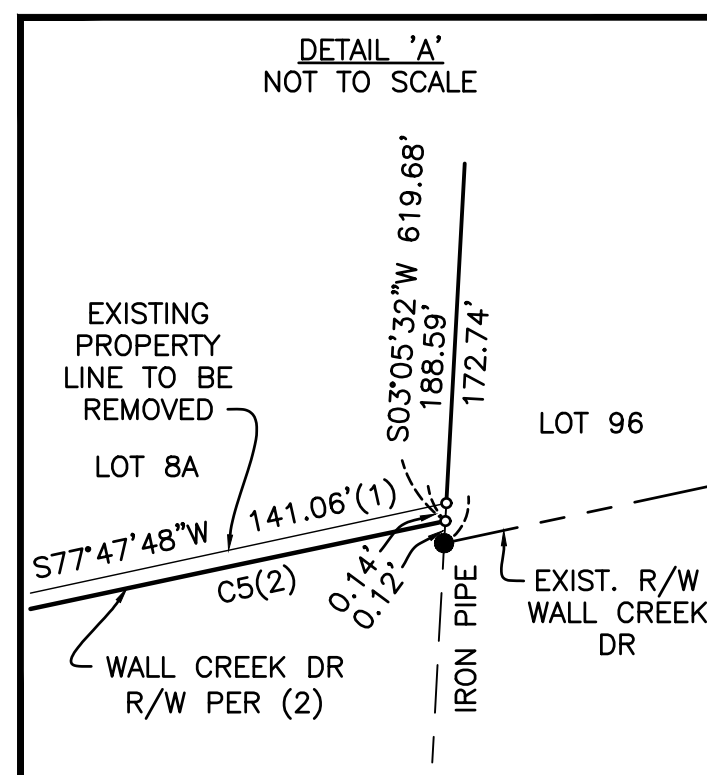 DETAIL 'A'
NOT TO SCALE
S03°05'32"W 619.68'
188.59'
172.74'
EXISTING
PROPERTY
LINE TO BE
REMOVED
LOT 96
LOT 8A
S77°47'48"W 141.06'(1)
C5(2)
0.14'
0.12'
IRON PIPE
EXIST. R/W
WALL CREEK
DR
WALL CREEK DR
R/W PER (2)